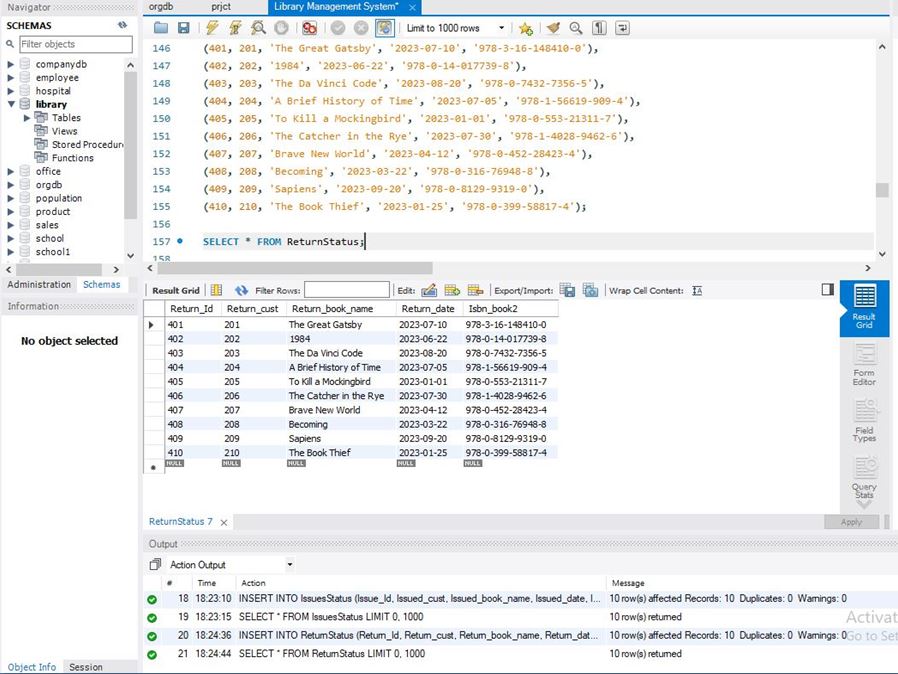 Navigator
orgdb prjct Library Management System*
SCHEMAS
Filter objects
companydb
employee
hospital
library
Tables
Views
Stored Procedur
Functions
office
orgdb
population
product
sales
school
school1
Administration Schemas
Information
No object selected
Object Info Session
Limit to 1000 rows
146 (401, 201, 'The Great Gatsby', '2023-07-10', '978-3-16-148410-0'),
147 (402, 202, '1984', '2023-06-22', '978-0-14-017739-8'),
148 (403, 203, 'The Da Vinci Code', '2023-08-20', '978-0-7432-7356-5'),
149 (404, 204, 'A Brief History of Time', '2023-07-05', '978-1-56619-909-4'),
150 (405, 205, 'To Kill a Mockingbird', '2023-01-01', '978-0-553-21311-7'),
151 (406, 206, 'The Catcher in the Rye', '2023-07-30', '978-1-4028-9462-6'),
152 (407, 207, 'Brave New World', '2023-04-12', '978-0-452-28423-4'),
153 (408, 208, 'Becoming', '2023-03-22', '978-0-316-76948-8'),
154 (409, 209, 'Sapiens', '2023-09-20', '978-0-8129-9319-0'),
155 (410, 210, 'The Book Thief', '2023-01-25', '978-0-399-58817-4');
156
157 SELECT * FROM ReturnStatus;
158
Result Grid Filter Rows: Edit: Export/Import: Wrap Cell Content:
Return_Id Return_cust Return_book_name Return_date Isbn_book2
401 201 The Great Gatsby 2023-07-10 978-3-16-148410-0
402 202 1984 2023-06-22 978-0-14-017739-8
403 203 The Da Vinci Code 2023-08-20 978-0-7432-7356-5
404 204 A Brief History of Time 2023-07-05 978-1-56619-909-4
405 205 To Kill a Mockingbird 2023-01-01 978-0-553-21311-7
406 206 The Catcher in the Rye 2023-07-30 978-1-4028-9462-6
407 207 Brave New World 2023-04-12 978-0-452-28423-4
408 208 Becoming 2023-03-22 978-0-316-76948-8
409 209 Sapiens 2023-09-20 978-0-8129-9319-0
410 210 The Book Thief 2023-01-25 978-0-399-58817-4
NULL NULL NULL NULL NULL
Result
Grid
Form
Editor
Field
Types
Query
Stats
ReturnStatus 7
Apply
Output
Action Output
# Time Action Message
18 18:23:10 INSERT INTO IssuesStatus (Issue_Id, Issued_cust, Issued_book_name, Issued_date, I... 10 row(s) affected Records: 10 Duplicates: 0 Warnings: 0
19 18:23:15 SELECT * FROM IssuesStatus LIMIT 0, 1000 10 row(s) returned
20 18:24:36 INSERT INTO ReturnStatus (Return_Id, Return_cust, Return_book_name, Return_dat... 10 row(s) affected Records: 10 Duplicates: 0 Warnings: 0
21 18:24:44 SELECT * FROM ReturnStatus LIMIT 0, 1000 10 row(s) returned
Activat
Go to Set